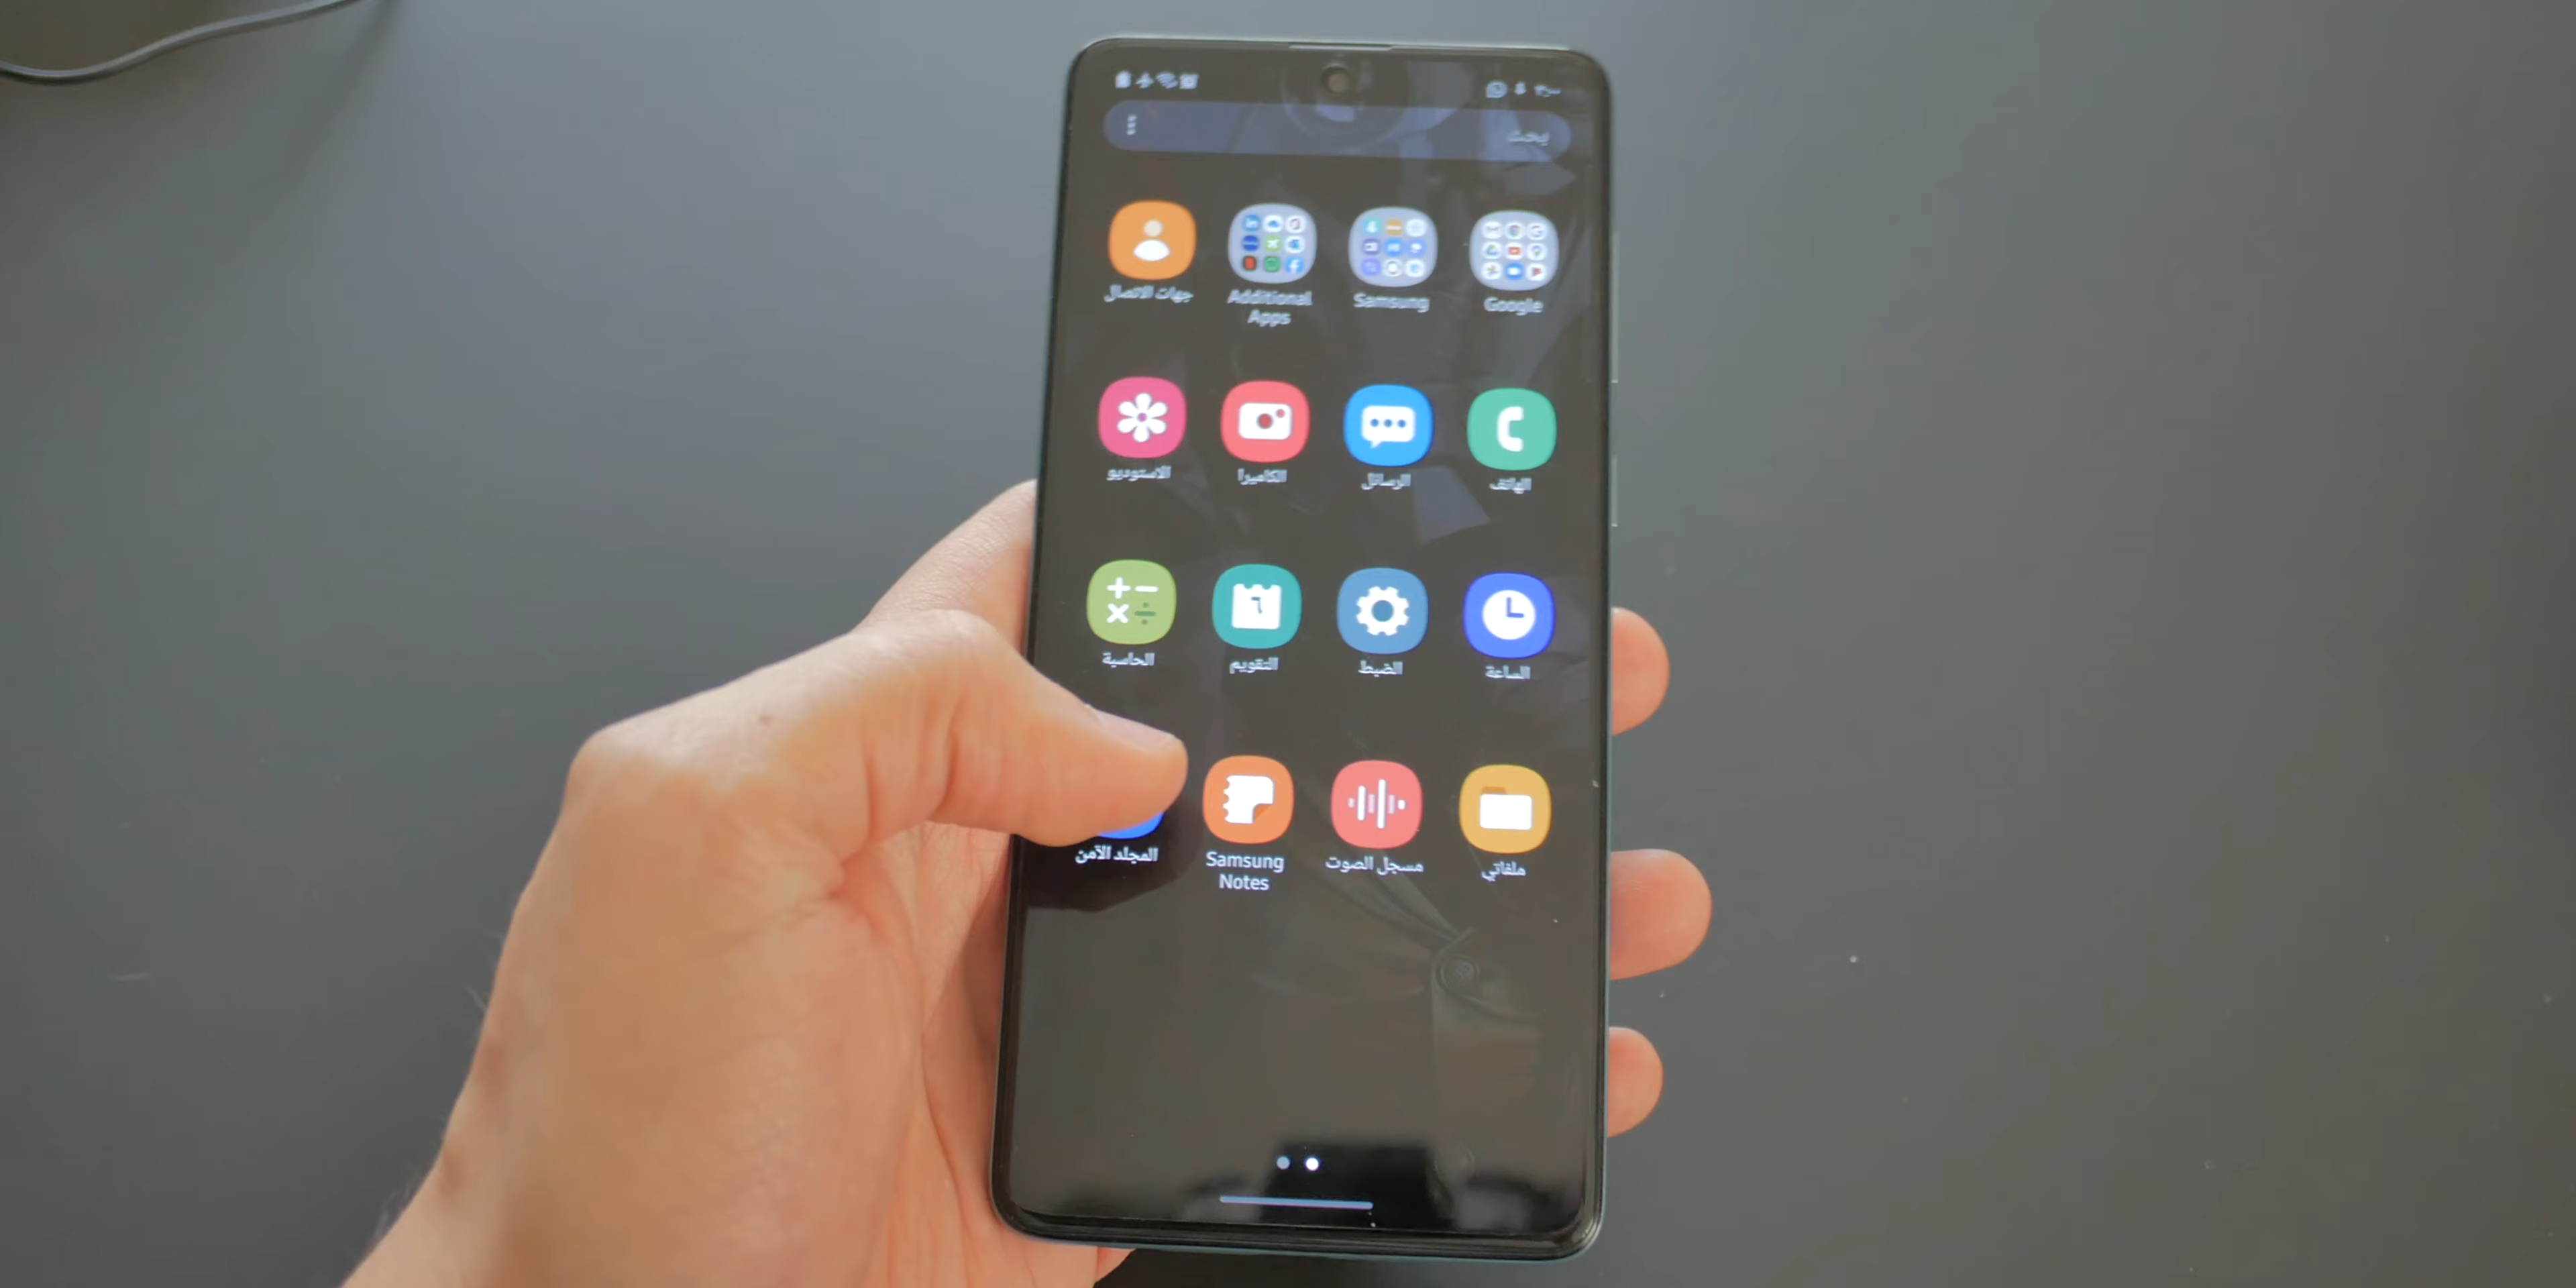 بحث
Google
Samsung
Additional
Apps
جهات الاتصال
الهاتف
الرسائل
الكاميرا
الاستوديو
الساعة
الضبط
التقويم
٦
الحاسبة
ملفاتي
مسجل الصوت
Samsung
Notes
المجلد الآمن